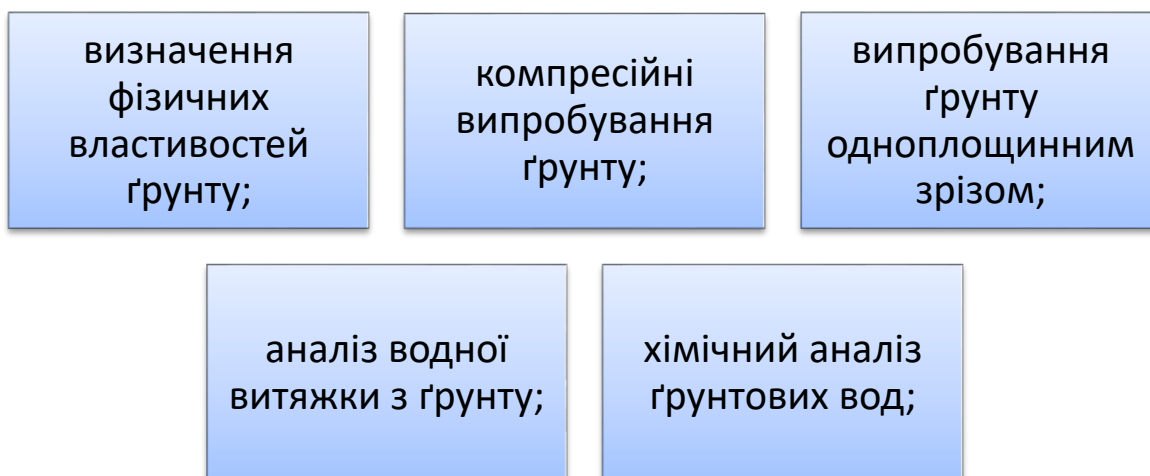 визначення
фізичних
властивостей
ґрунту;
компресійні
випробування
ґрунту;
випробування
ґрунту
одноплощинним
зрізом;
аналіз водної
витяжки з ґрунту;
хімічний аналіз
ґрунтових вод;